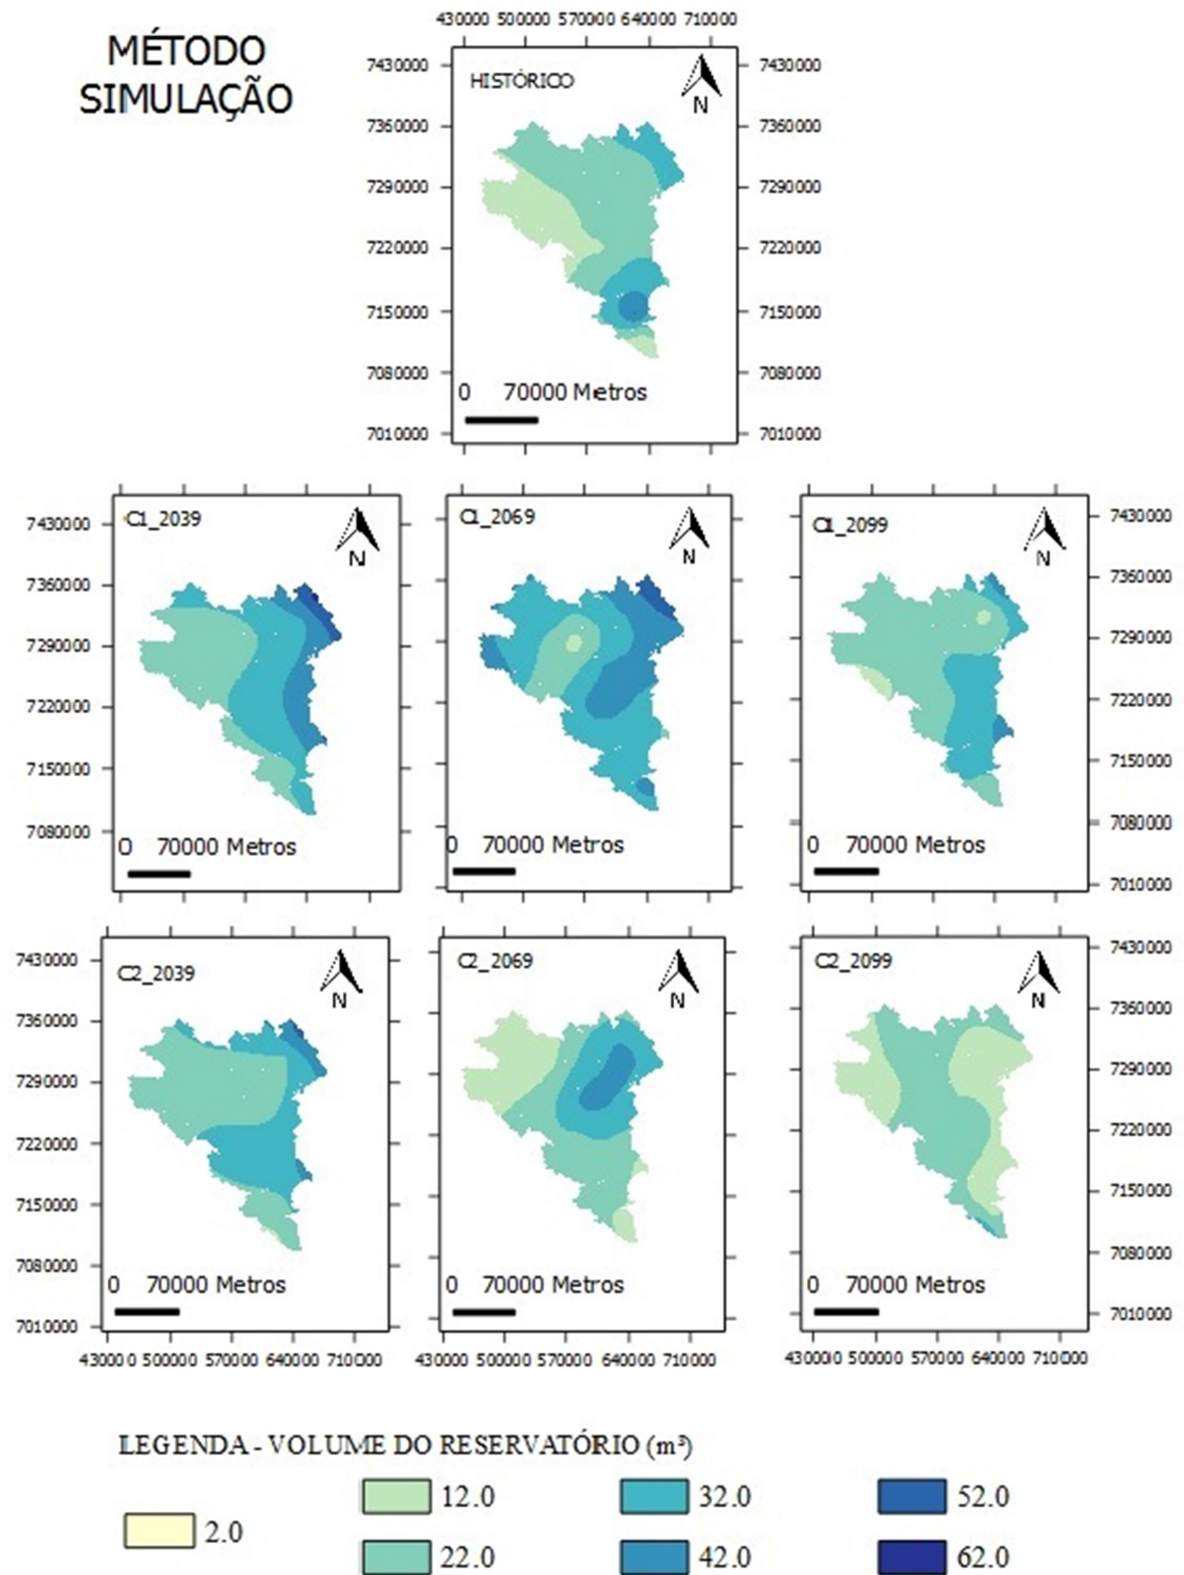 MÉTODO
SIMULAÇÃO
430000 500000 570000 640000 710000
HISTÓRICO
N
7430000 7430000
7360000 7360000
7290000 7290000
7220000 7220000
7150000 7150000
7080000 7080000
7010000 7010000
0 70000 Metros
C1_2039
N
C1_2069
N
C1_2099
N
7430000 7430000
7360000 7360000
7290000 7290000
7220000 7220000
7150000 7150000
7080000 7080000
7010000
0 70000 Metros
0 70000 Metros
0 70000 Metros
C2_2039
N
C2_2069
N
C2_2099
N
7430000 7430000
7360000 7360000
7290000 7290000
7220000 7220000
7150000 7150000
7080000 7080000
7010000 7010000
0 70000 Metros
0 70000 Metros
0 70000 Metros
430000 500000 570000 640000 710000
430000 500000 570000 640000 710000
430000 500000 570000 640000 710000
LEGENDA - VOLUME DO RESERVATÓRIO (m³)
2.0
12.0
22.0
32.0
42.0
52.0
62.0